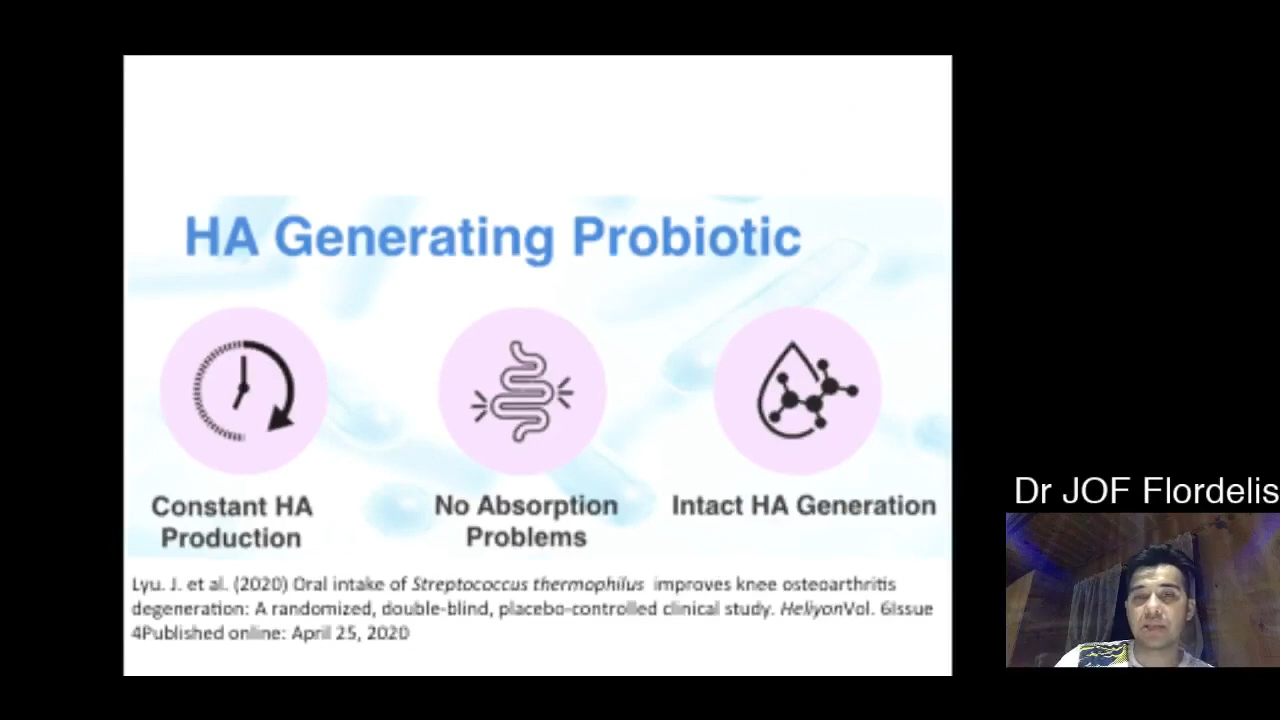 HA Generating Probiotic
Constant HA
Production
No Absorption
Problems
Intact HA Generation
Lyu. J. et al. (2020) Oral intake of Streptococcus thermophilus improves knee osteoarthritis
degeneration: A randomized, double-blind, placebo-controlled clinical study. HeliyonVol. 6Issue
4Published online: April 25, 2020
Dr JOF Flordelis